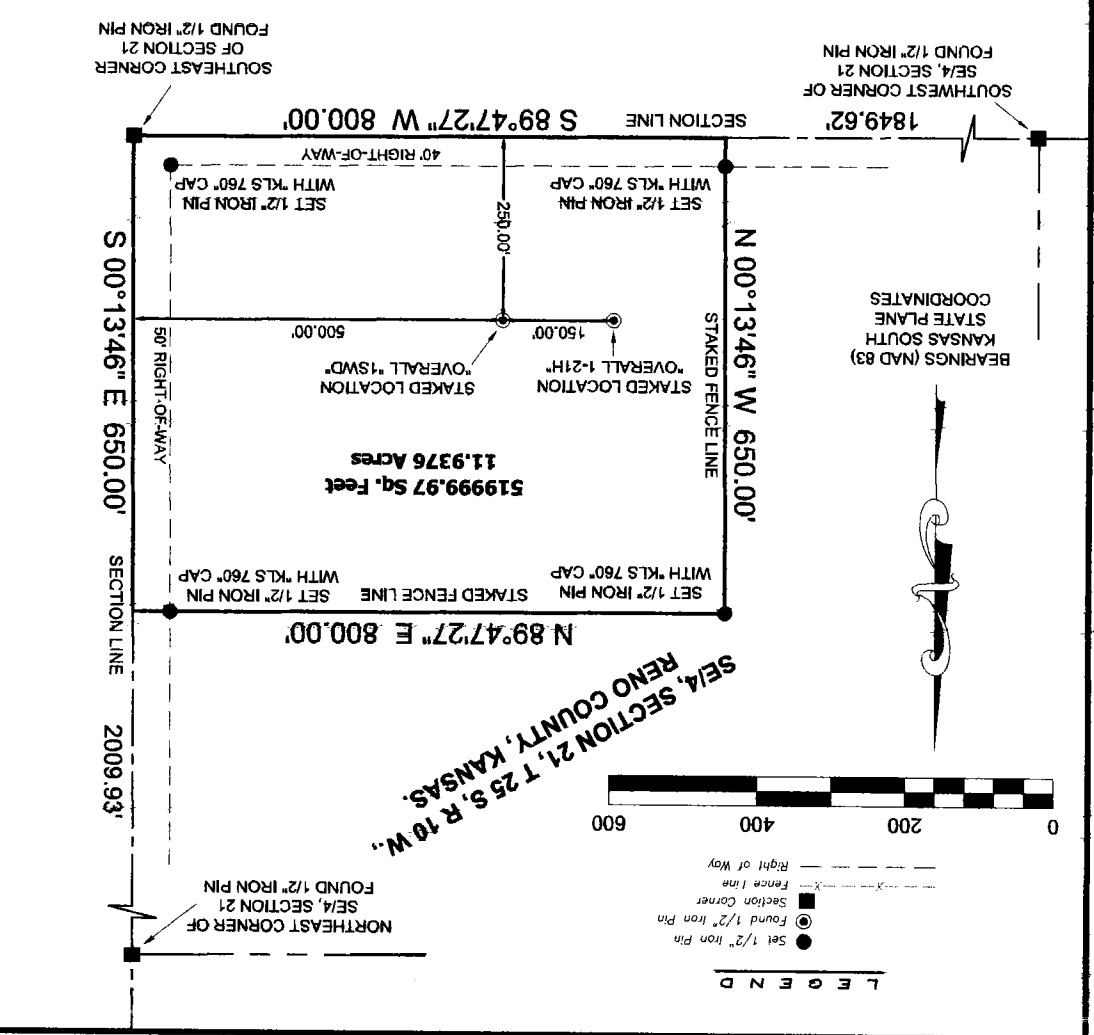 LEGEND
Set 1/2" Iron Pin
Found 1/2" Iron Pin
Section Corner
Fence Line
Right of Way
0 200 400 600
NORTHEAST CORNER OF
SE/4, SECTION 21
FOUND 1/2" IRON PIN
2009.93'
SECTION LINE
SE/4, SECTION 21, T 25 S, R 10 W.,
RENO COUNTY, KANSAS.
N 89°47'27" E 800.00'
SET 1/2" IRON PIN
WITH "KLS 760" CAP
STAKED FENCE LINE
SET 1/2" IRON PIN
WITH "KLS 760" CAP
519999.97 Sq. Feet
11.9376 Acres
BEARINGS (NAD 83)
KANSAS SOUTH
STATE PLANE
COORDINATES
N 00°13'46" W 650.00'
STAKED FENCE LINE
STAKED LOCATION
"OVERALL 1-21H"
STAKED LOCATION
"OVERALL "1SWD"
150.00'
500.00'
250.00'
50' RIGHT-OF-WAY
S 00°13'46" E 650.00'
SET 1/2" IRON PIN
WITH "KLS 760" CAP
SET 1/2" IRON PIN
WITH "KLS 760" CAP
40' RIGHT-OF-WAY
1849.62'
SECTION LINE
S 89°47'27" W 800.00'
SOUTHWEST CORNER OF
SE/4, SECTION 21
FOUND 1/2" IRON PIN
SOUTHEAST CORNER
OF SECTION 21
FOUND 1/2" IRON PIN